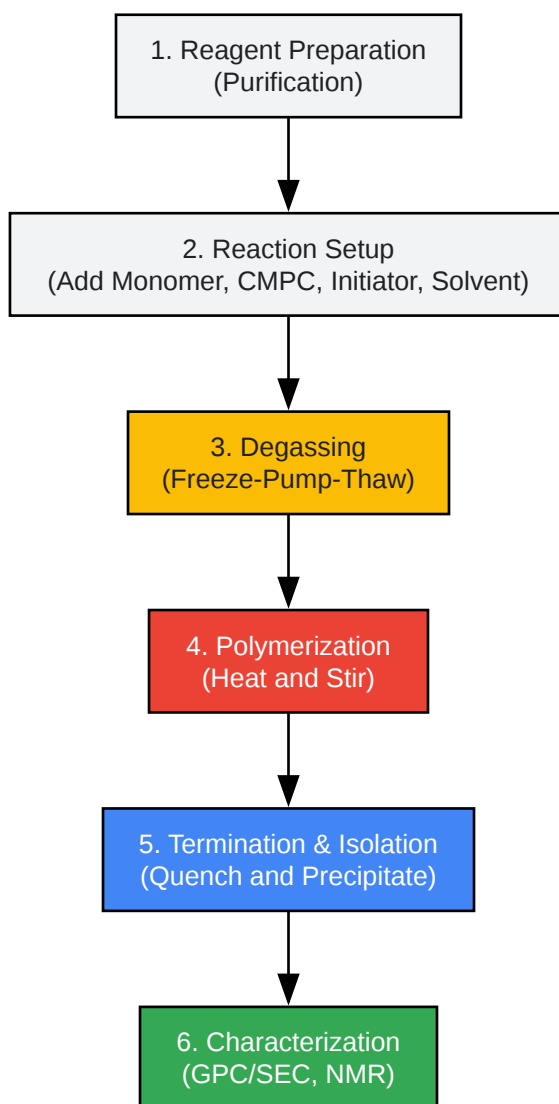 1. Reagent Preparation
(Purification)
2. Reaction Setup
(Add Monomer, CMPC, Initiator, Solvent)
3. Degassing
(Freeze-Pump-Thaw)
4. Polymerization
(Heat and Stir)
5. Termination & Isolation
(Quench and Precipitate)
6. Characterization
(GPC/SEC, NMR)